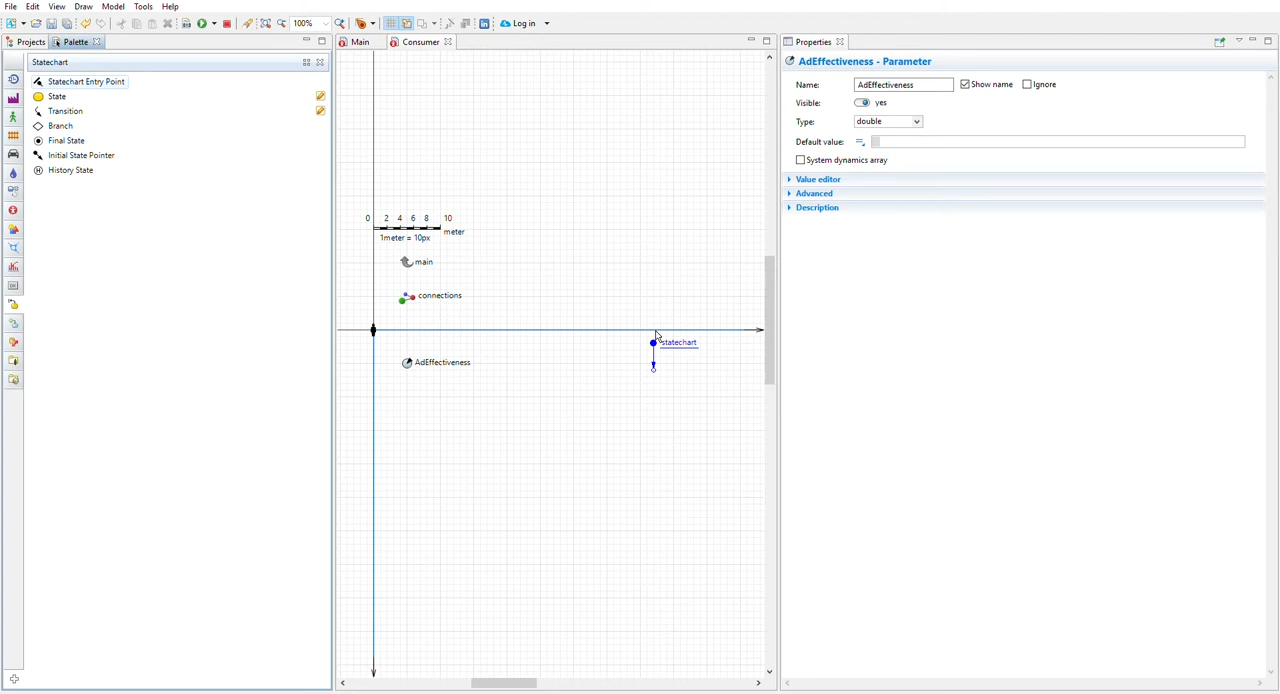 File Edit View Draw Model Tools Help
100% Log in
Projects Palette Main Consumer Properties
Statechart
Statechart Entry Point
State
Transition
Branch
Final State
Initial State Pointer
History State
0 2 4 6 8 10
meter
1meter = 10px
main
connections
statechart
AdEffectiveness
AdEffectiveness - Parameter
Name: AdEffectiveness Show name Ignore
Visible: yes
Type: double
Default value:
System dynamics array
Value editor
Advanced
Description